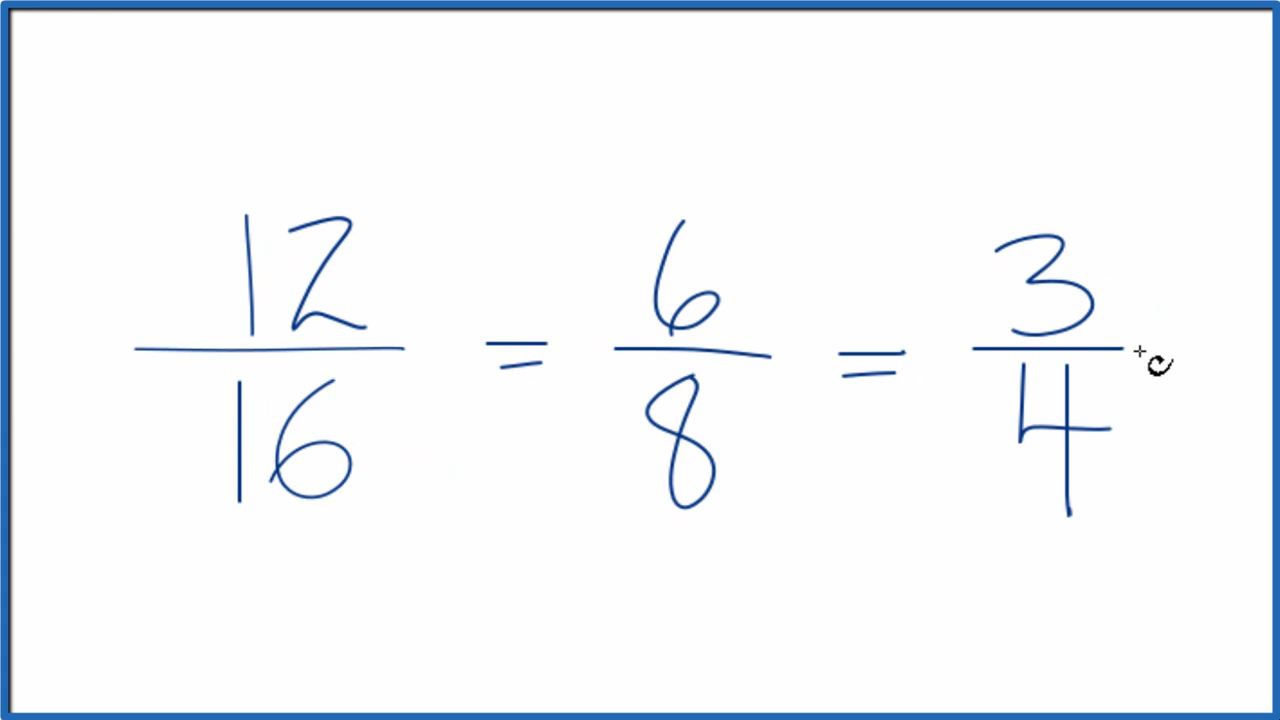 12/16 = 6/8 = 3/4